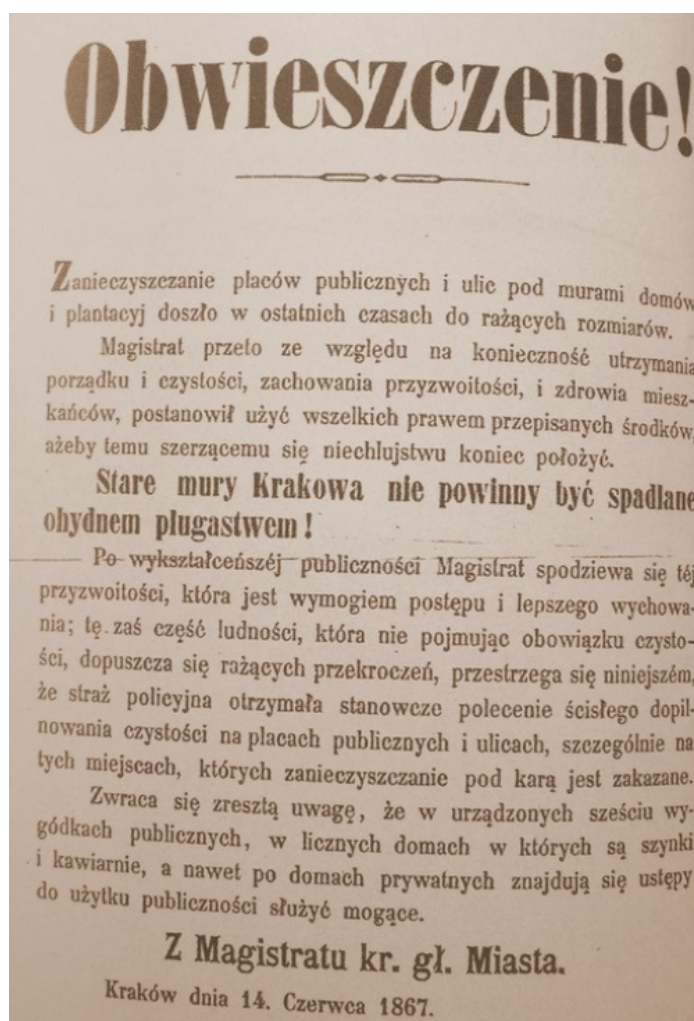 Obwieszczenie!
Zanieczyszczanie placów publicznych i ulic pod murami domów
i plantacyj doszło w ostatnich czasach do rażących rozmiarów.
Magistrat przeto ze względu na konieczność utrzymania
porządku i czystości, zachowania przyzwoitości, i zdrowia miesz-
kańców, postanowił użyć wszelkich prawem przepisanych środków,
ażeby temu szerzącemu się niechlujstwu koniec położyć.
Stare mury Krakowa nie powinny być spadlane
ohydnem plugastwem!
Po wykształceńszéj publiczności Magistrat spodziewa się téj
przyzwoitości, która jest wymogiem postępu i lepszego wychowa-
nia; tę zaś część ludności, która nie pojmując obowiązku czysto-
ści, dopuszcza się rażących przekroczeń, przestrzega się niniejszém,
że straż policyjna otrzymała stanowcze polecenie ścisłego dopil-
nowania czystości na placach publicznych i ulicach, szczególnie na
tych miejscach, których zanieczyszczanie pod karą jest zakazane.
Zwraca się zresztą uwagę, że w urządzonych sześciu wy-
gódkach publicznych, w licznych domach w których są szynki
i kawiarnie, a nawet po domach prywatnych znajdują się ustępy
do użytku publiczności służyć mogące.
Z Magistratu kr. gł. Miasta.
Kraków dnia 14. Czerwca 1867.